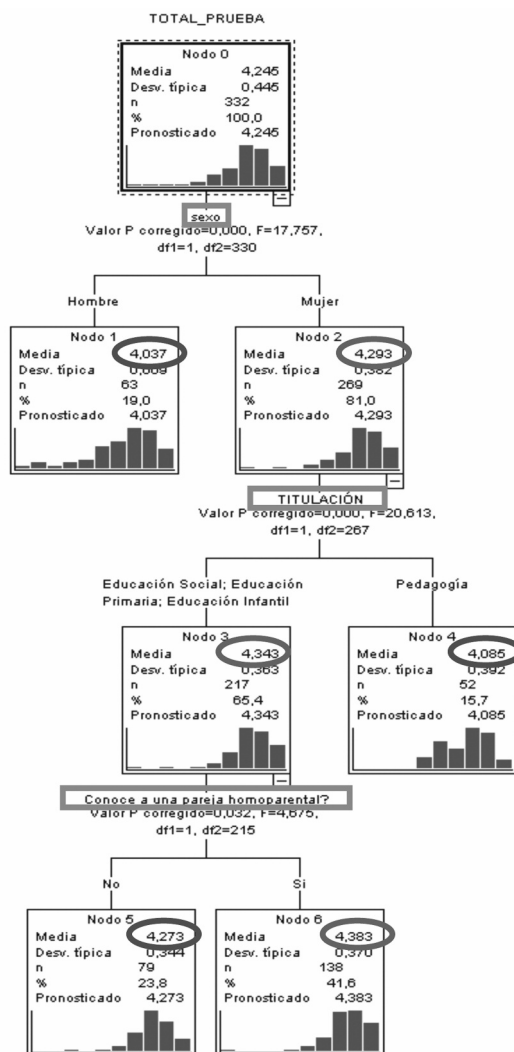 TOTAL_PRUEBA
Nodo 0
Media 4,245
Desv. típica 0,445
n 332
% 100,0
Pronosticado 4,245
sexo
Valor P corregido=0,000, F=17,757,
df1=1, df2=330
Hombre
Mujer
Nodo 1
Media 4,037
Desv. típica
n 63
% 19,0
Pronosticado 4,037
Nodo 2
Media 4,293
Desv. típica 0,382
n 269
% 81,0
Pronosticado 4,293
TITULACIÓN
Valor P corregido=0,000, F=20,613,
df1=1, df2=267
Educación Social; Educación
Primaria; Educación Infantil
Pedagogía
Nodo 3
Media 4,343
Desv. típica 0,363
n 217
% 65,4
Pronosticado 4,343
Nodo 4
Media 4,085
Desv. típica 0,392
n 52
% 15,7
Pronosticado 4,085
Conoce a una pareja homoparental?
Valor P corregido=0,032, F=4,675,
df1=1, df2=215
No
Si
Nodo 5
Media 4,273
Desv. típica 0,344
n 79
% 23,8
Pronosticado 4,273
Nodo 6
Media 4,383
Desv. típica 0,370
n 138
% 41,6
Pronosticado 4,383